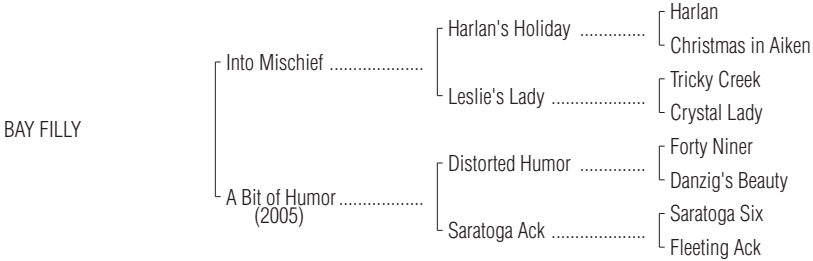 Harlan
Harlan's Holiday ..............
Christmas in Aiken
Into Mischief ....................
Tricky Creek
Leslie's Lady ....................
Crystal Lady
BAY FILLY
Forty Niner
Distorted Humor ..............
Danzig's Beauty
A Bit of Humor ..................
(2005)
Saratoga Six
Saratoga Ack ....................
Fleeting Ack